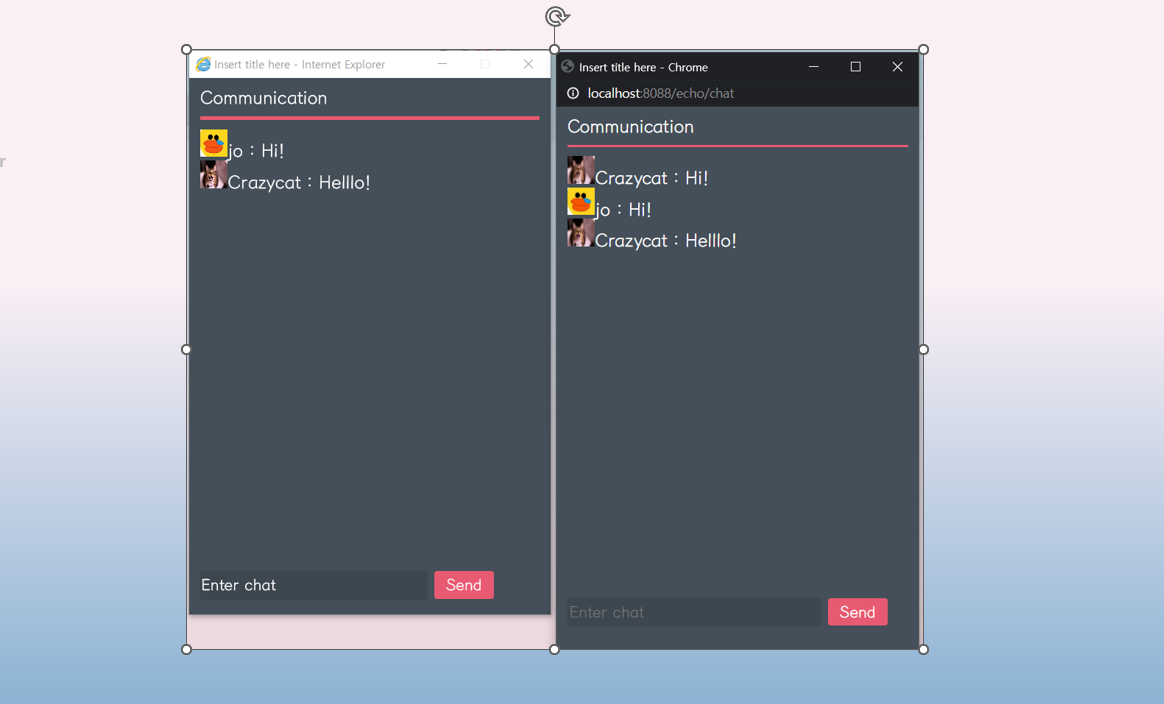 Insert title here - Internet Explorer
Communication
jo : Hi!
Crazycat : Helllo!
Enter chat
Send
Insert title here - Chrome
localhost:8088/echo/chat
Communication
Crazycat : Hi!
jo : Hi!
Crazycat : Helllo!
Enter chat
Send
r